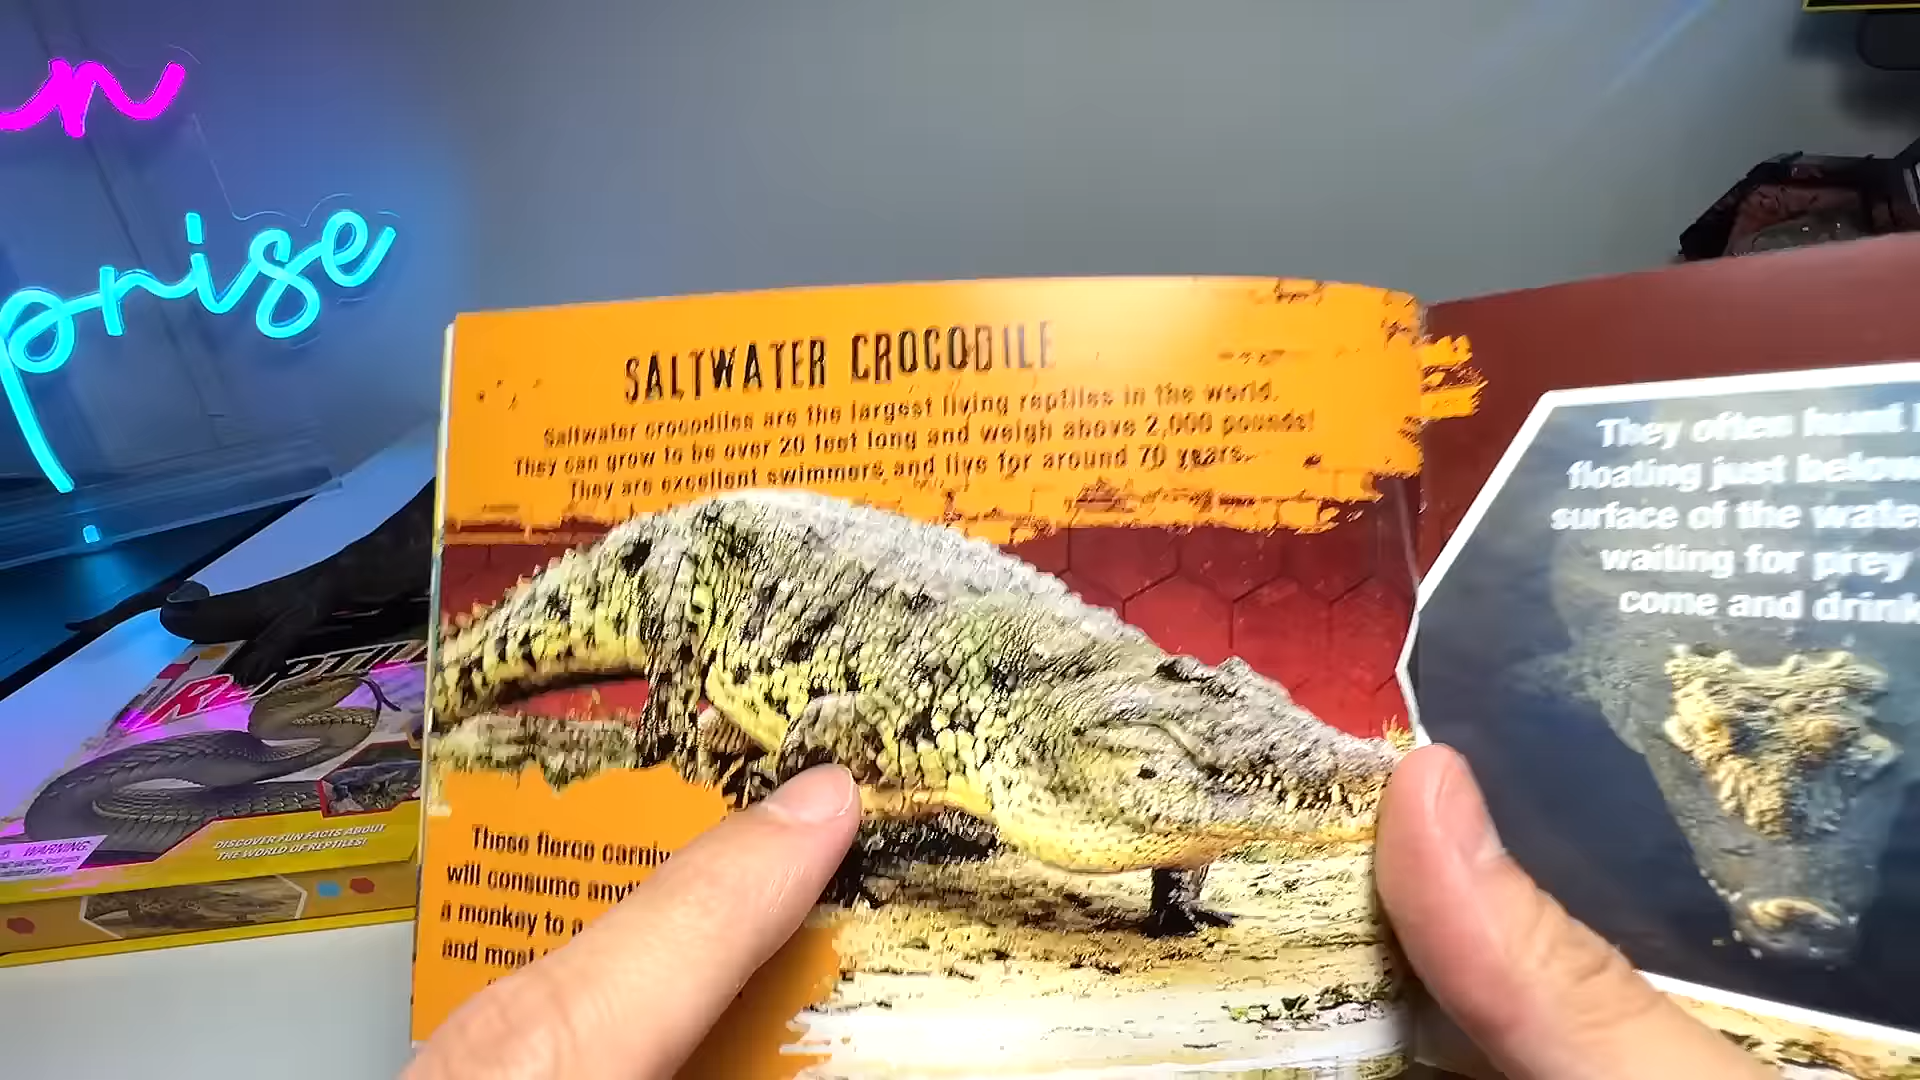 n
prise
SALTWATER CROCODILE
Saltwater crocodiles are the largest living reptiles in the world.
They can grow to be over 20 feet long and weigh above 2,000 pounds!
They are excellent swimmers and live for around 70 years.
These fierce
will consume
a monkey to a
and most
They often hunt
floating just below
surface of the
waiting for prey
come and drink
WARNING:
DISCOVER FUN FACTS ABOUT
THE WORLD OF REPTILES!